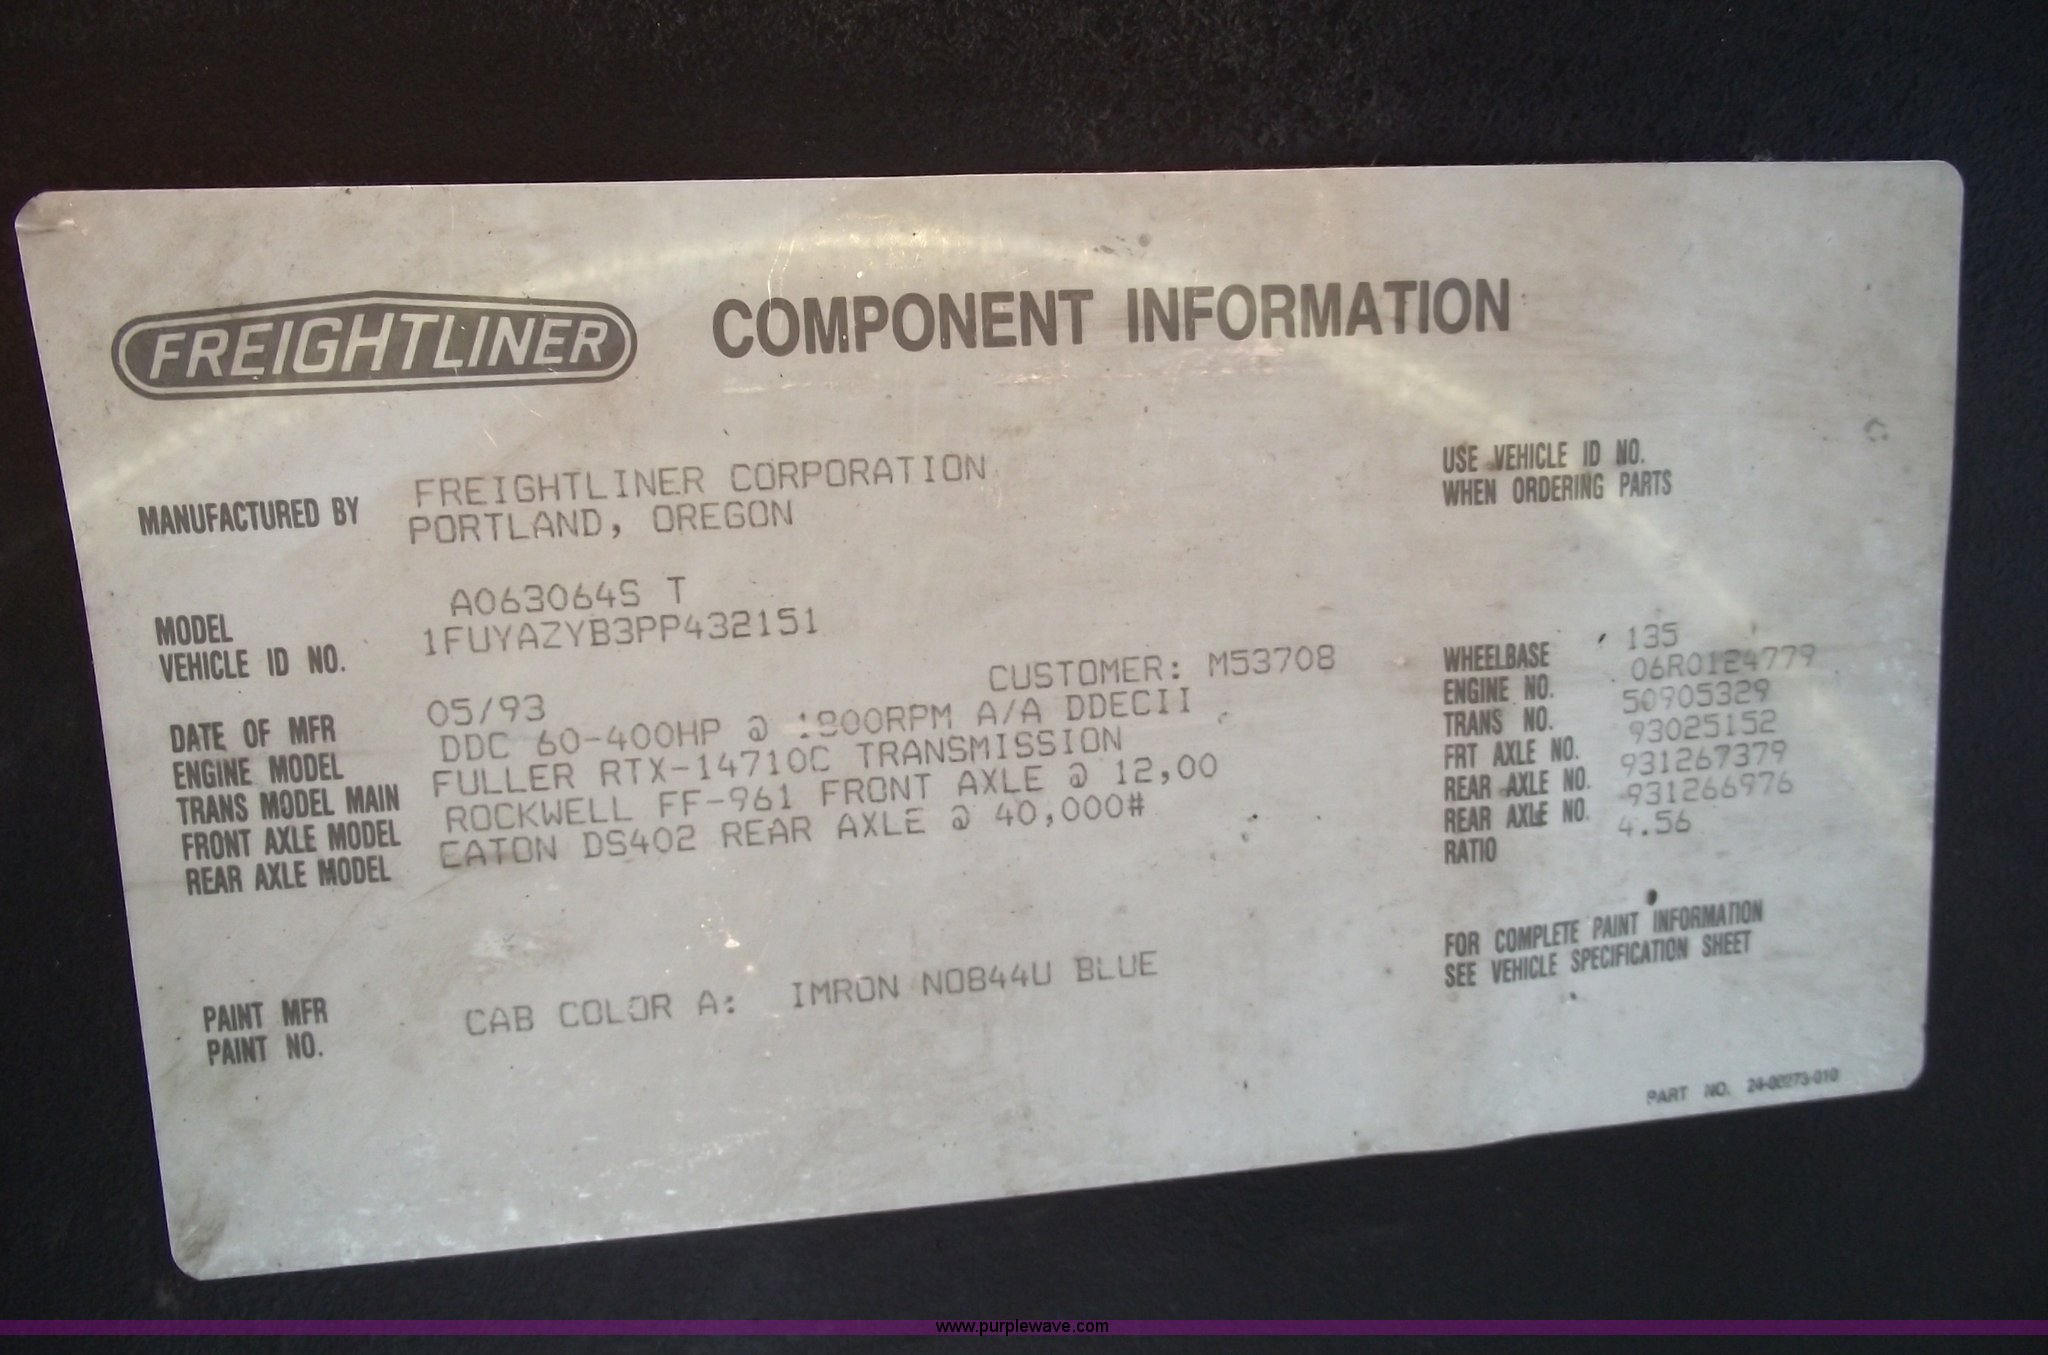 FREIGHTLINER COMPONENT INFORMATION
MANUFACTURED BY FREIGHTLINER CORPORATION
PORTLAND, OREGON
USE VEHICLE ID NO.
WHEN ORDERING PARTS
MODEL A063064S T
VEHICLE ID NO. 1FUYAZYB3PP432151
CUSTOMER: M53708
DATE OF MFR 05/93
ENGINE MODEL DDC 60-400HP @ 1800RPM A/A DDECII
TRANS MODEL MAIN FULLER RTX-14710C TRANSMISSION
FRONT AXLE MODEL ROCKWELL FF-961 FRONT AXLE @ 12,00
REAR AXLE MODEL EATON DS402 REAR AXLE @ 40,000#
WHEELBASE 135
ENGINE NO. 06R0124779
TRANS NO. 50905329
FRT AXLE NO. 93025152
REAR AXLE NO. 931267379
REAR AXLE NO. 931266976
RATIO 4.56
FOR COMPLETE PAINT INFORMATION
SEE VEHICLE SPECIFICATION SHEET
PAINT MFR
PAINT NO. CAB COLOR A: IMRON N0844U BLUE
PART NO. 24-00273-010
www.purplewave.com